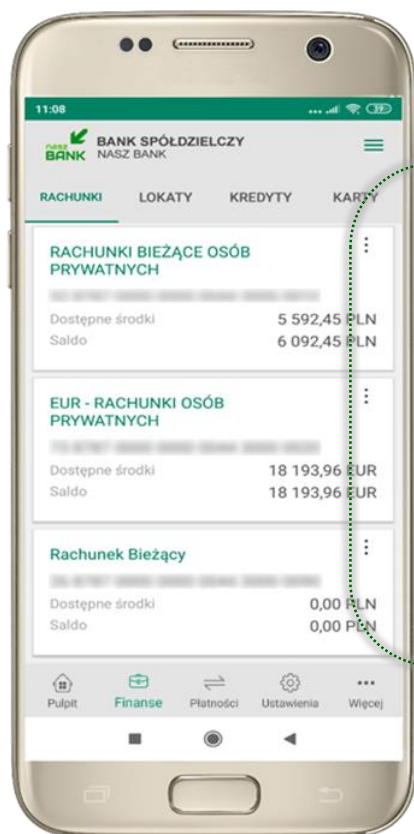 11:08
39
nasz BANK
BANK SPÓŁDZIELCZY
NASZ BANK
RACHUNKI LOKATY KREDYTY KARTY
RACHUNKI BIEŻĄCE OSÓB
PRYWATNYCH
Dostępne środki 5 592,45 PLN
Saldo 6 092,45 PLN
EUR - RACHUNKI OSÓB
PRYWATNYCH
Dostępne środki 18 193,96 EUR
Saldo 18 193,96 EUR
Rachunek Bieżący
Dostępne środki 0,00 PLN
Saldo 0,00 PLN
Pulpit Finanse Płatności Ustawienia Więcej